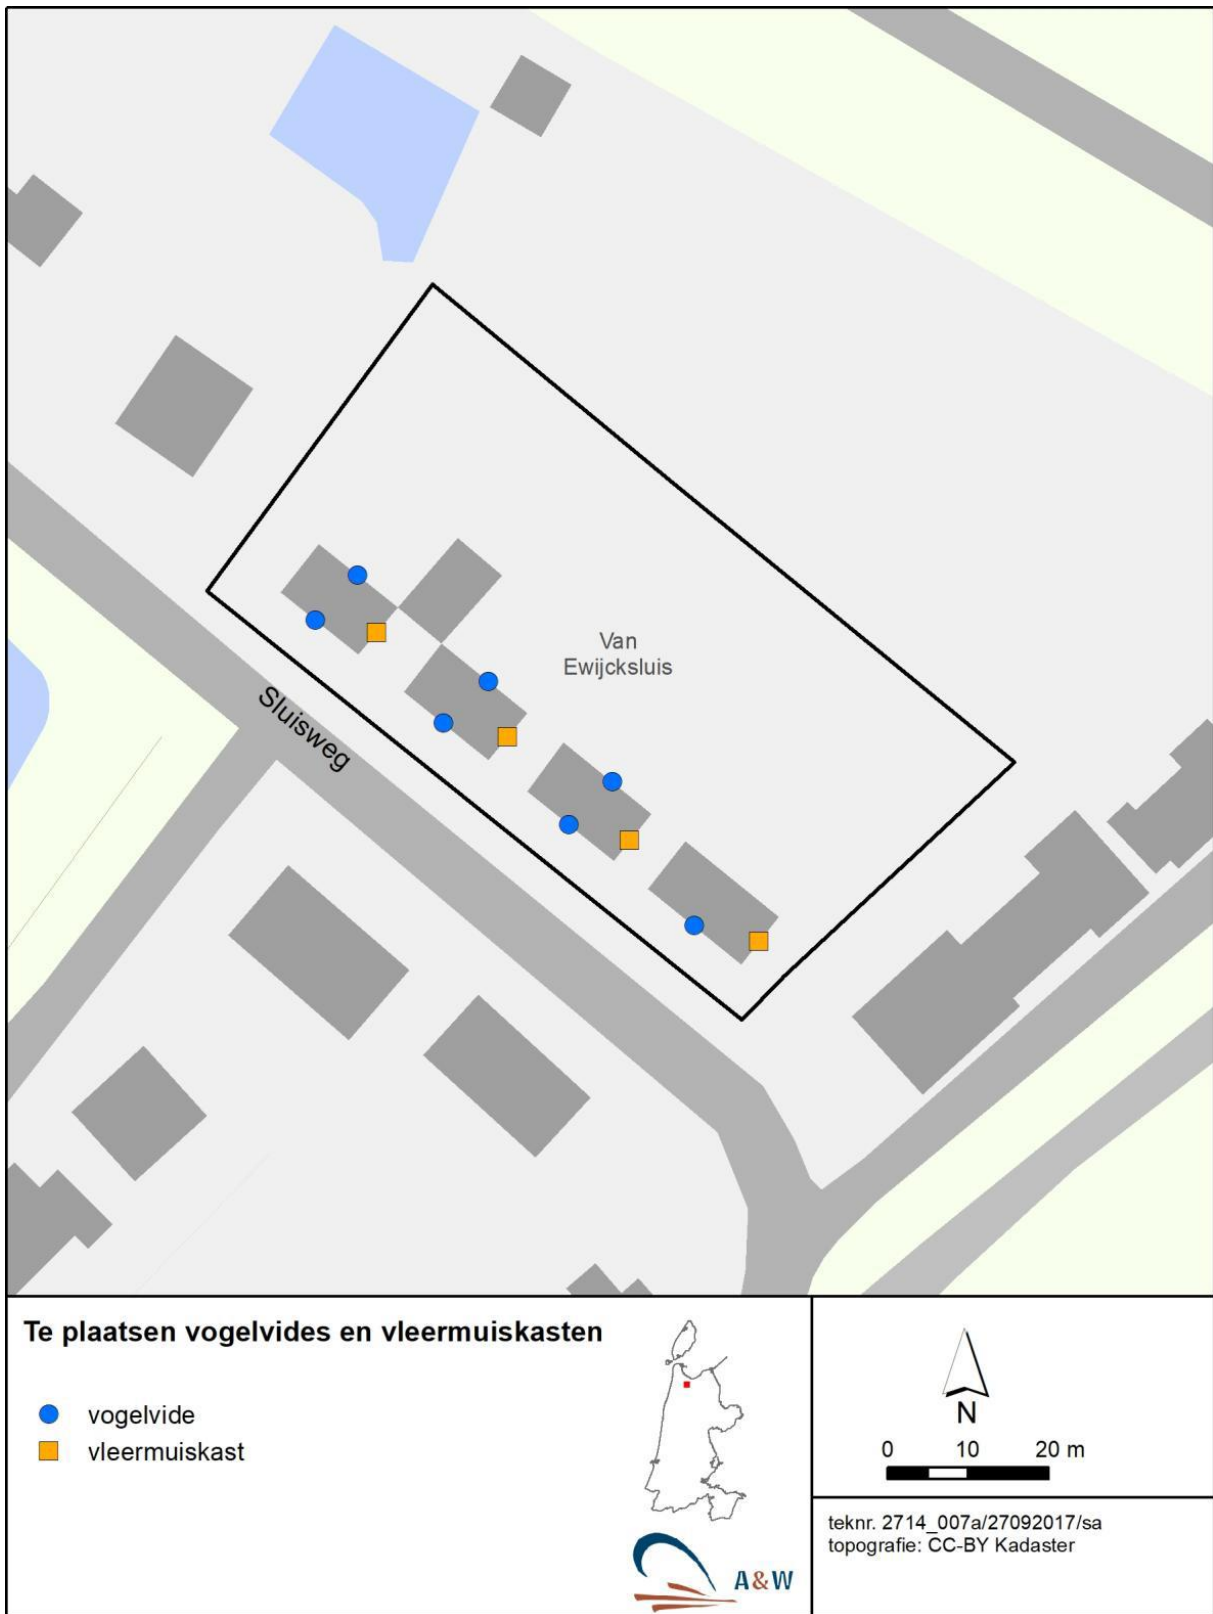 Van
Ewijcksluis
Sluisweg
Te plaatsen vogelvides en vleermuiskasten
vogelvide
vleermuiskast
A&W
N
0 10 20 m
teknr. 2714_007a/27092017/sa
topografie: CC-BY Kadaster